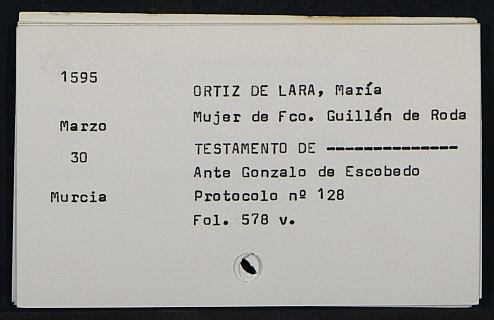 1595
ORTIZ DE LARA, María
Mujer de Fco. Guillén de Roda
Marzo
30
TESTAMENTO DE --------------
Ante Gonzalo de Escobedo
Murcia
Protocolo nº 128
Fol. 578 v.